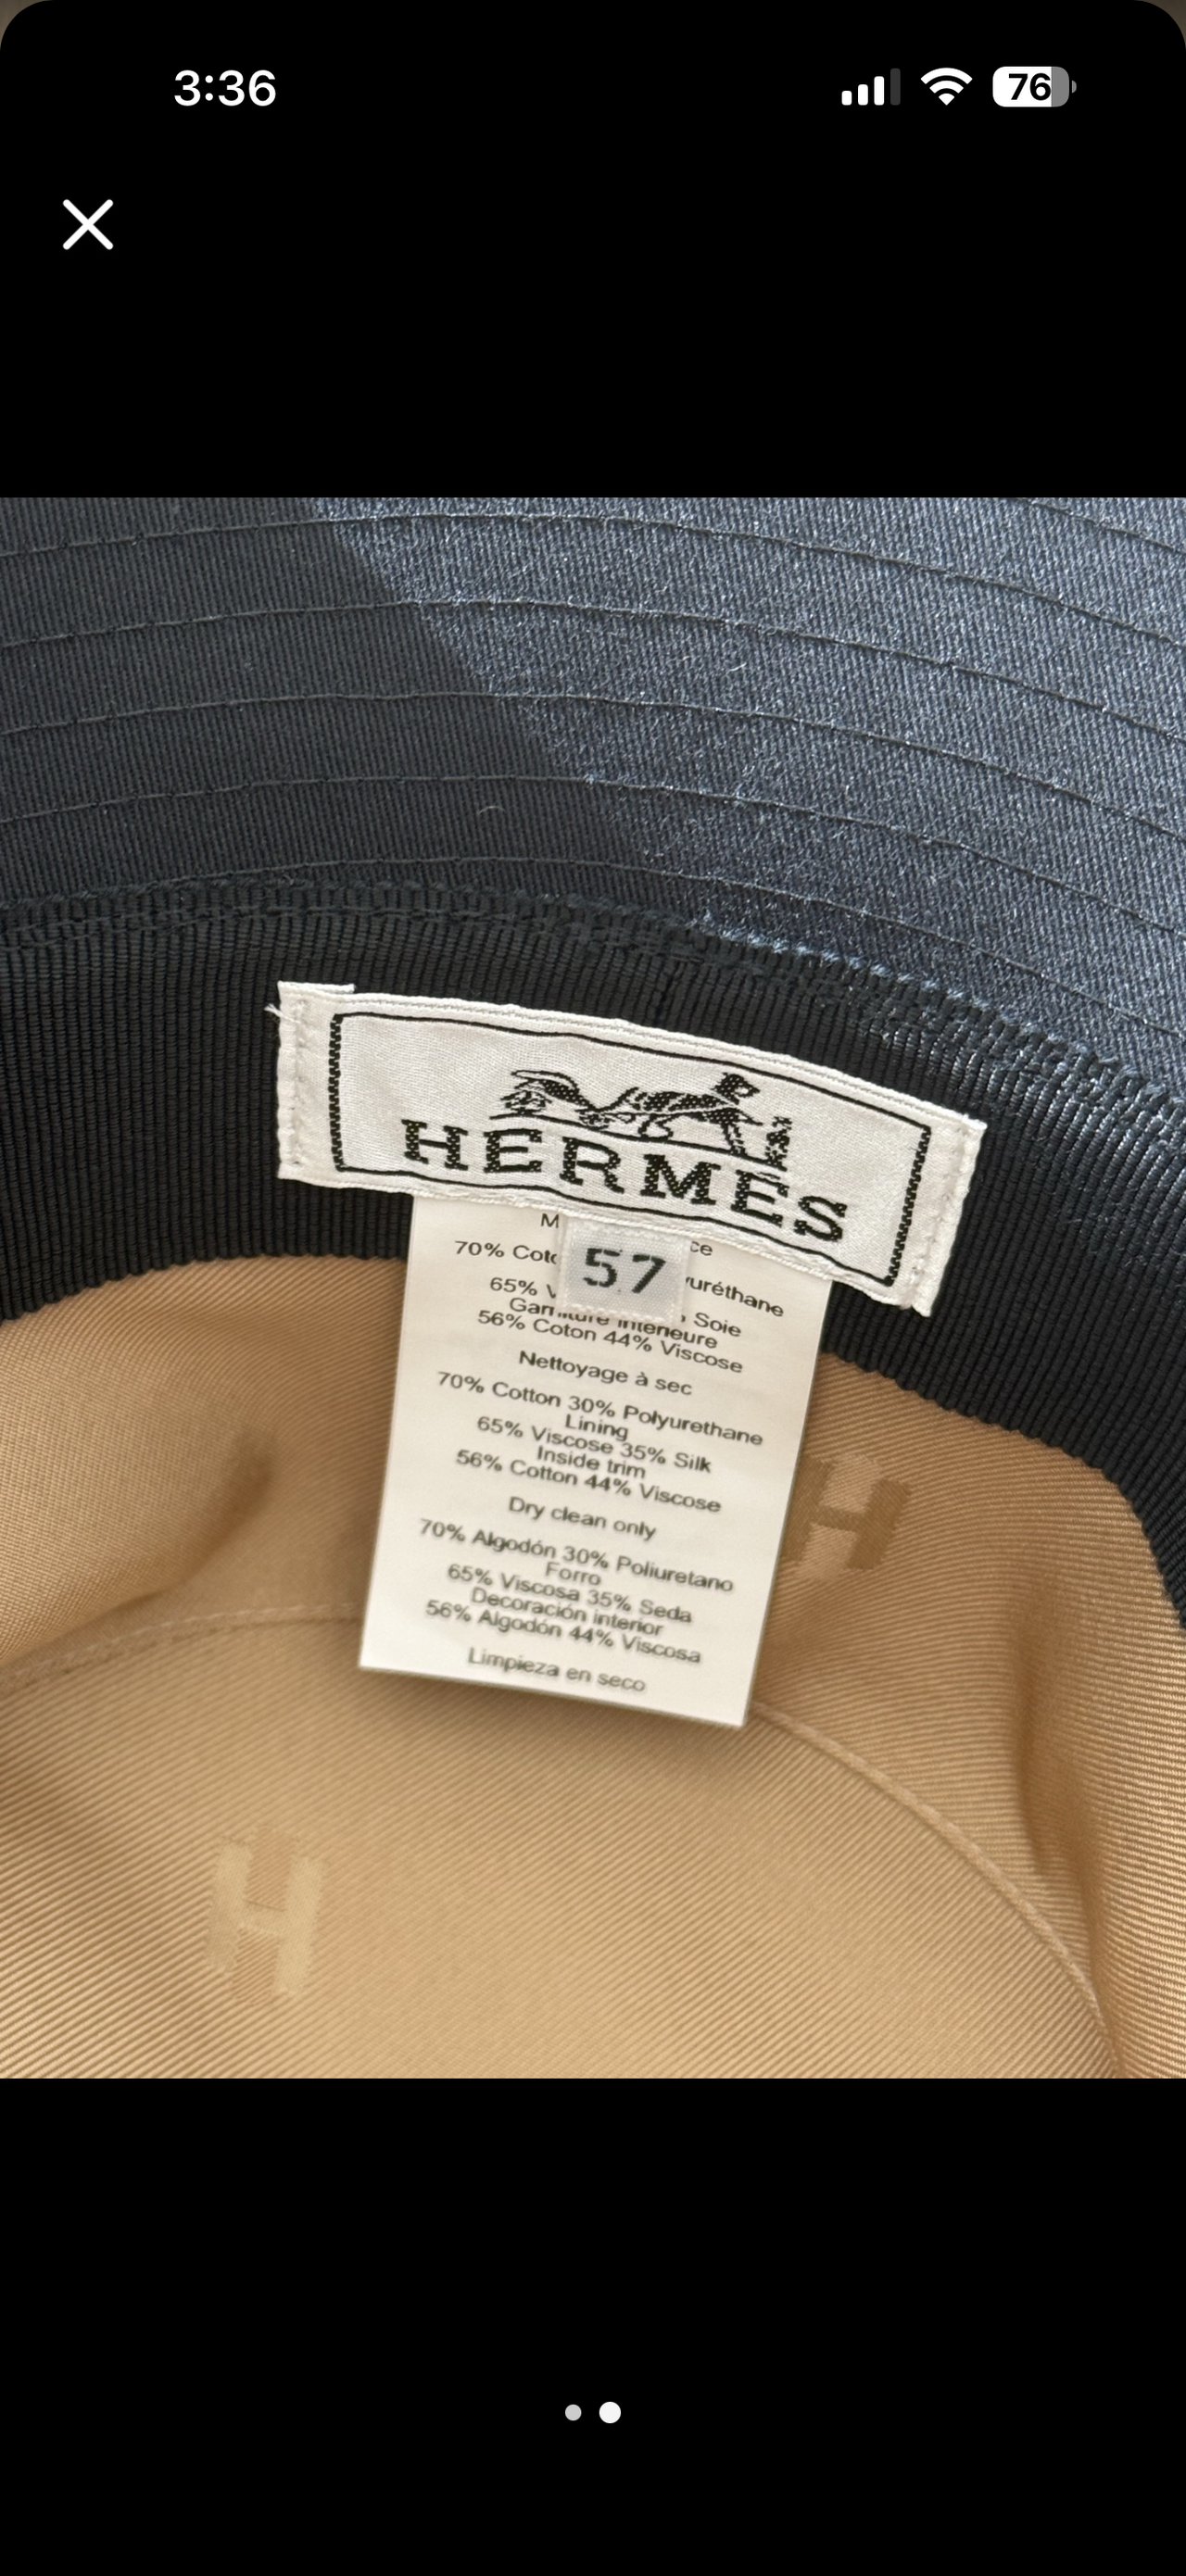 3:36
76
HERMES
57
M ce
70% Coto yuréthane
65% V Soie
Garniture intérieure
56% Coton 44% Viscose
Nettoyage à sec
70% Cotton 30% Polyurethane
Lining
65% Viscose 35% Silk
Inside trim
56% Cotton 44% Viscose
Dry clean only
70% Algodón 30% Poliuretano
Forro
65% Viscosa 35% Seda
Decoración interior
56% Algodón 44% Viscosa
Limpieza en seco
H
H